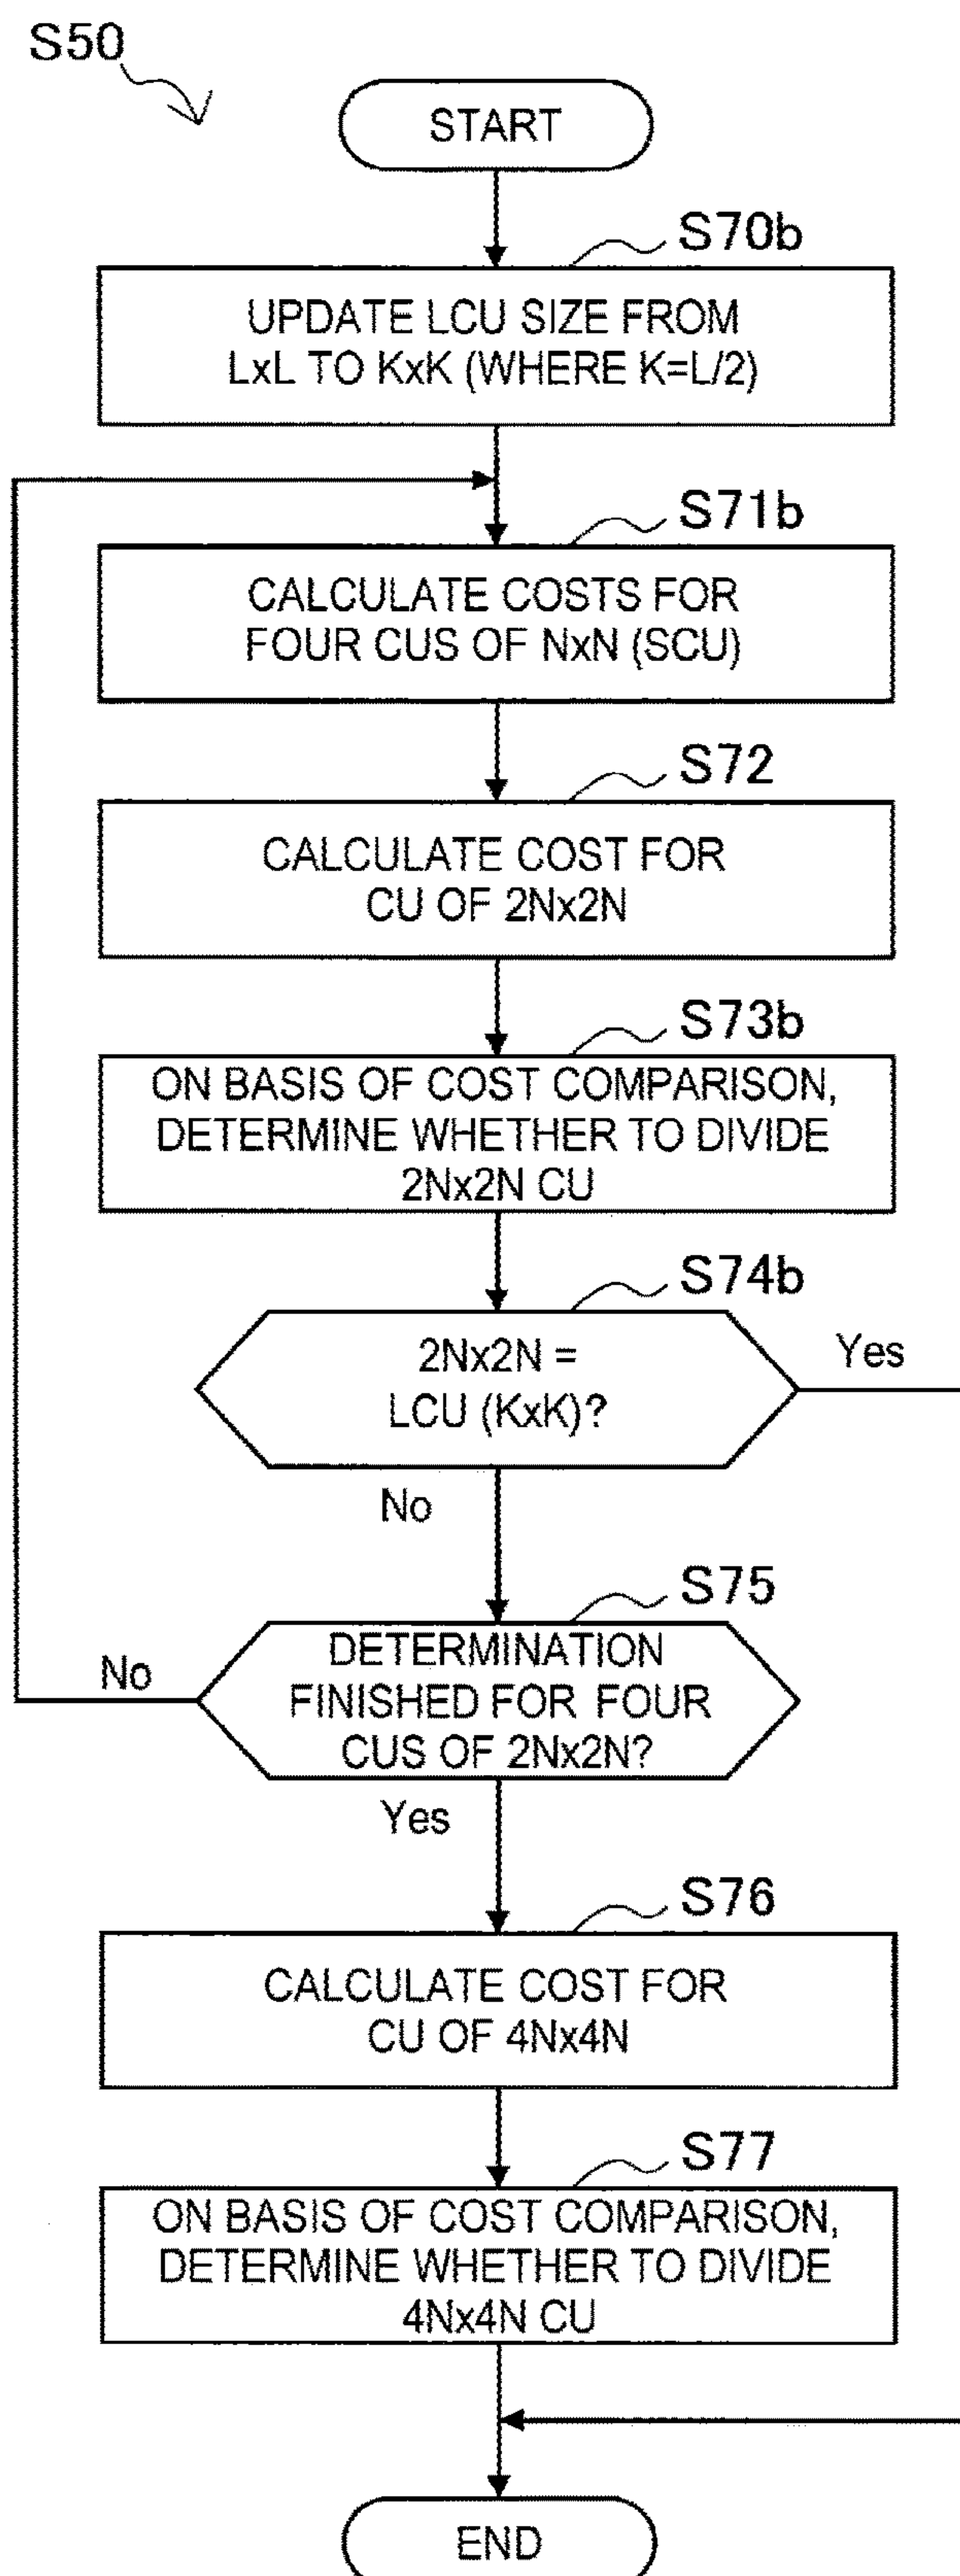 S50
START
S70b
UPDATE LCU SIZE FROM
LxL TO KxK (WHERE K=L/2)
S71b
CALCULATE COSTS FOR
FOUR CUS OF NxN (SCU)
S72
CALCULATE COST FOR
CU OF 2Nx2N
S73b
ON BASIS OF COST COMPARISON,
DETERMINE WHETHER TO DIVIDE
2Nx2N CU
S74b
2Nx2N =
LCU (KxK)?
Yes
No
S75
DETERMINATION
FINISHED FOR FOUR
CUS OF 2Nx2N?
No
Yes
S76
CALCULATE COST FOR
CU OF 4Nx4N
S77
ON BASIS OF COST COMPARISON,
DETERMINE WHETHER TO DIVIDE
4Nx4N CU
END